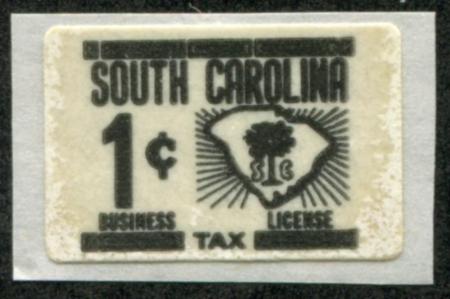 SOUTH CAROLINA
1¢
S C
BUSINESS LICENSE
TAX